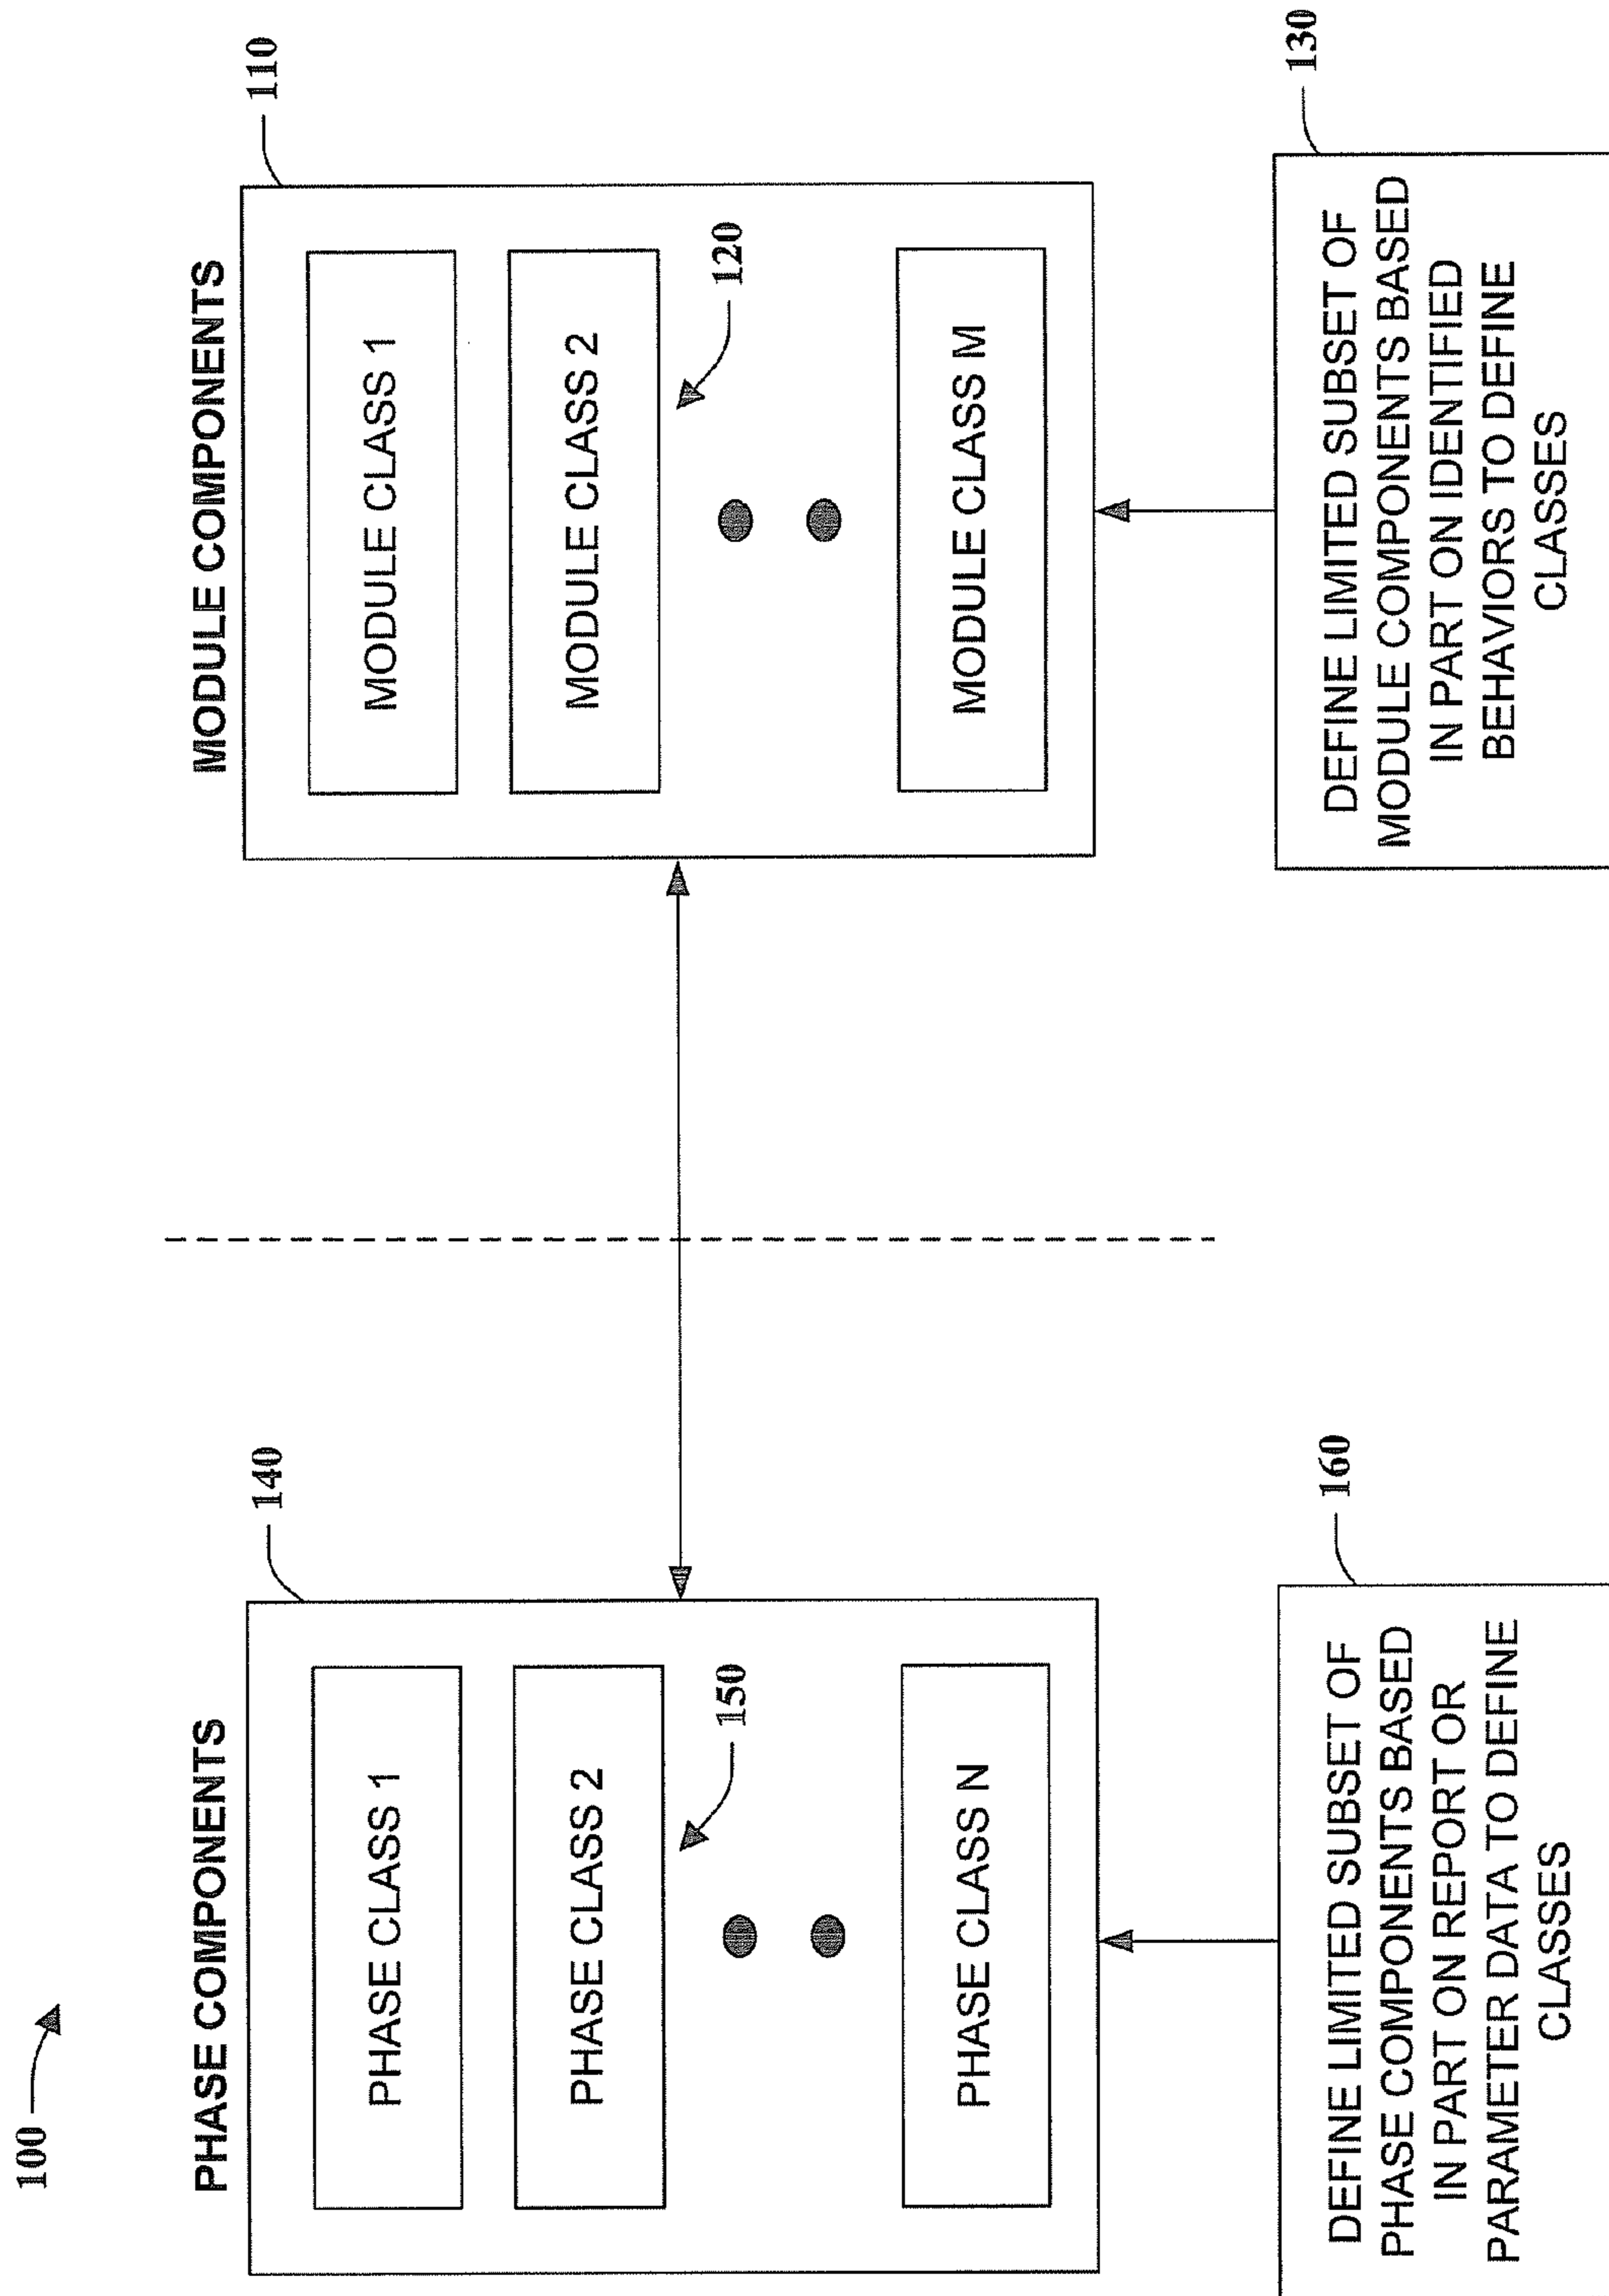 100
PHASE COMPONENTS
140
PHASE CLASS 1
PHASE CLASS 2
150
PHASE CLASS N
160
DEFINE LIMITED SUBSET OF
PHASE COMPONENTS BASED
IN PART ON REPORT OR
PARAMETER DATA TO DEFINE
CLASSES
MODULE COMPONENTS
110
MODULE CLASS 1
MODULE CLASS 2
120
MODULE CLASS M
130
DEFINE LIMITED SUBSET OF
MODULE COMPONENTS BASED
IN PART ON IDENTIFIED
BEHAVIORS TO DEFINE
CLASSES